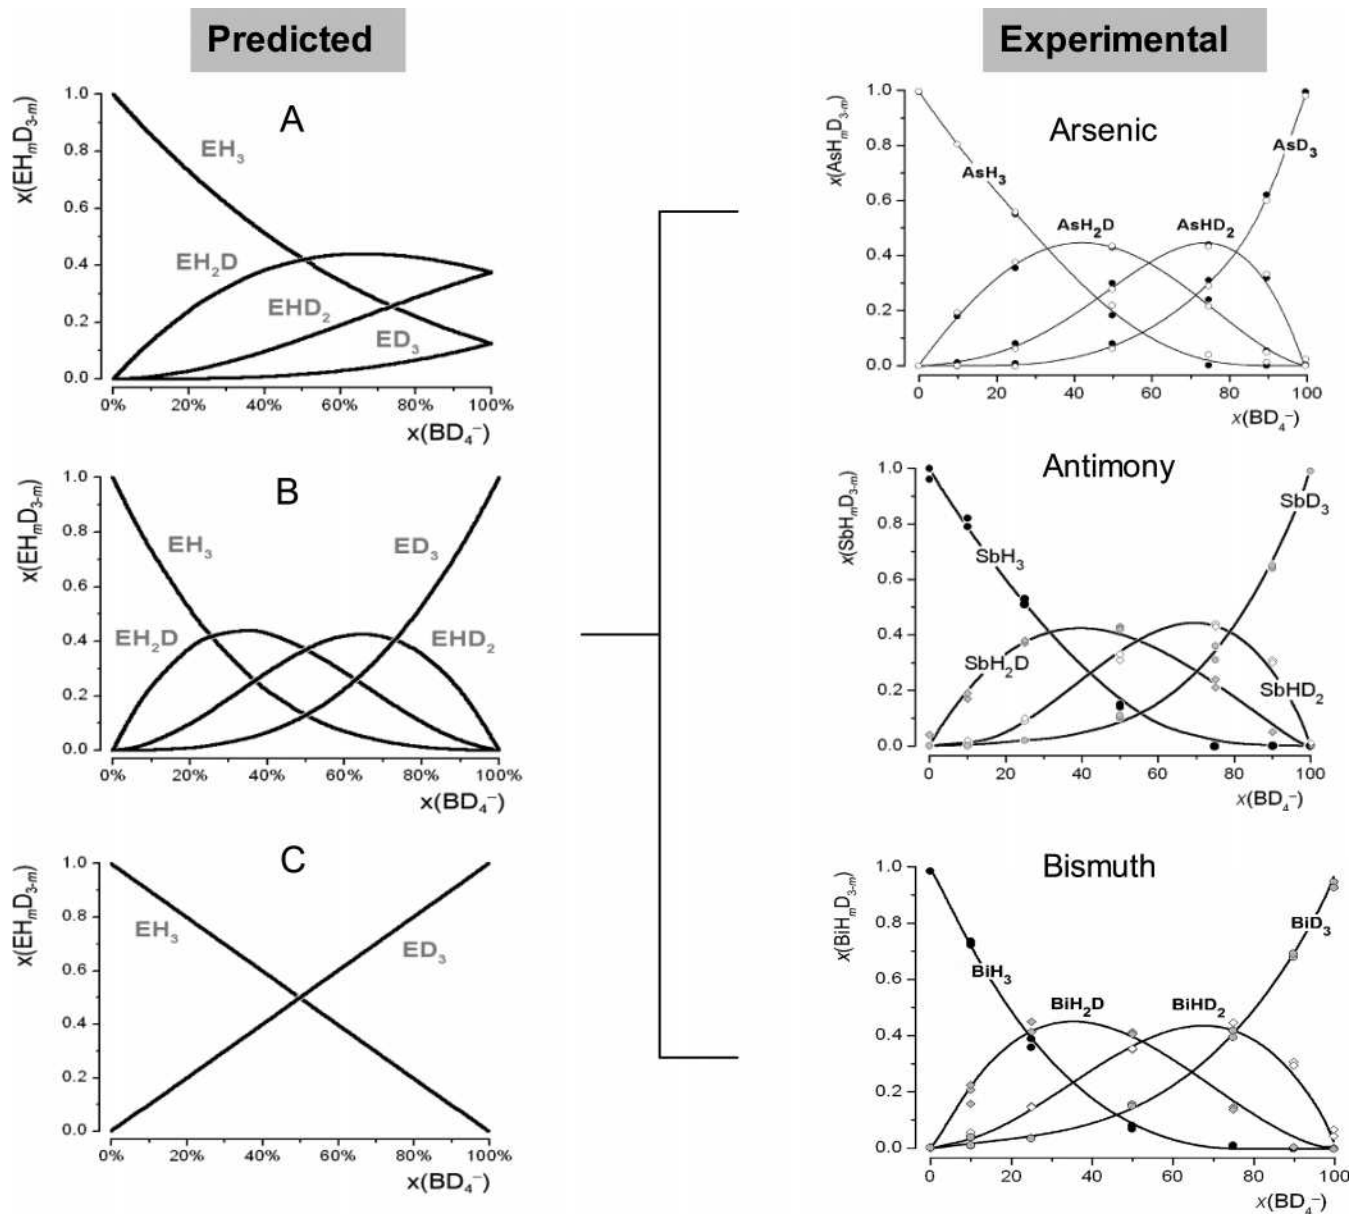 Predicted
Experimental
A
x(EHmD3-m)
1.0
0.8
0.6
0.4
0.2
0.0
EH3
EH2D
EHD2
ED3
0%
20%
40%
60%
80%
100%
x(BD4−)
B
x(EHmD3-m)
1.0
0.8
0.6
0.4
0.2
0.0
EH3
ED3
EH2D
EHD2
0%
20%
40%
60%
80%
100%
x(BD4−)
C
x(EHmD3-m)
1.0
0.8
0.6
0.4
0.2
0.0
EH3
ED3
0%
20%
40%
60%
80%
100%
x(BD4−)
Arsenic
x(AsHmD3-m)
1.0
0.8
0.6
0.4
0.2
0.0
AsH3
AsH2D
AsHD2
AsD3
0
20
40
60
80
100
x(BD4−)
Antimony
x(SbHmD3-m)
1.0
0.8
0.6
0.4
0.2
0.0
SbH3
SbD3
SbH2D
SbHD2
0
20
40
60
80
100
x(BD4−)
Bismuth
x(BiHmD3-m)
1.0
0.8
0.6
0.4
0.2
0.0
BiH3
BiH2D
BiHD2
BiD3
0
20
40
60
80
100
x(BD4−)